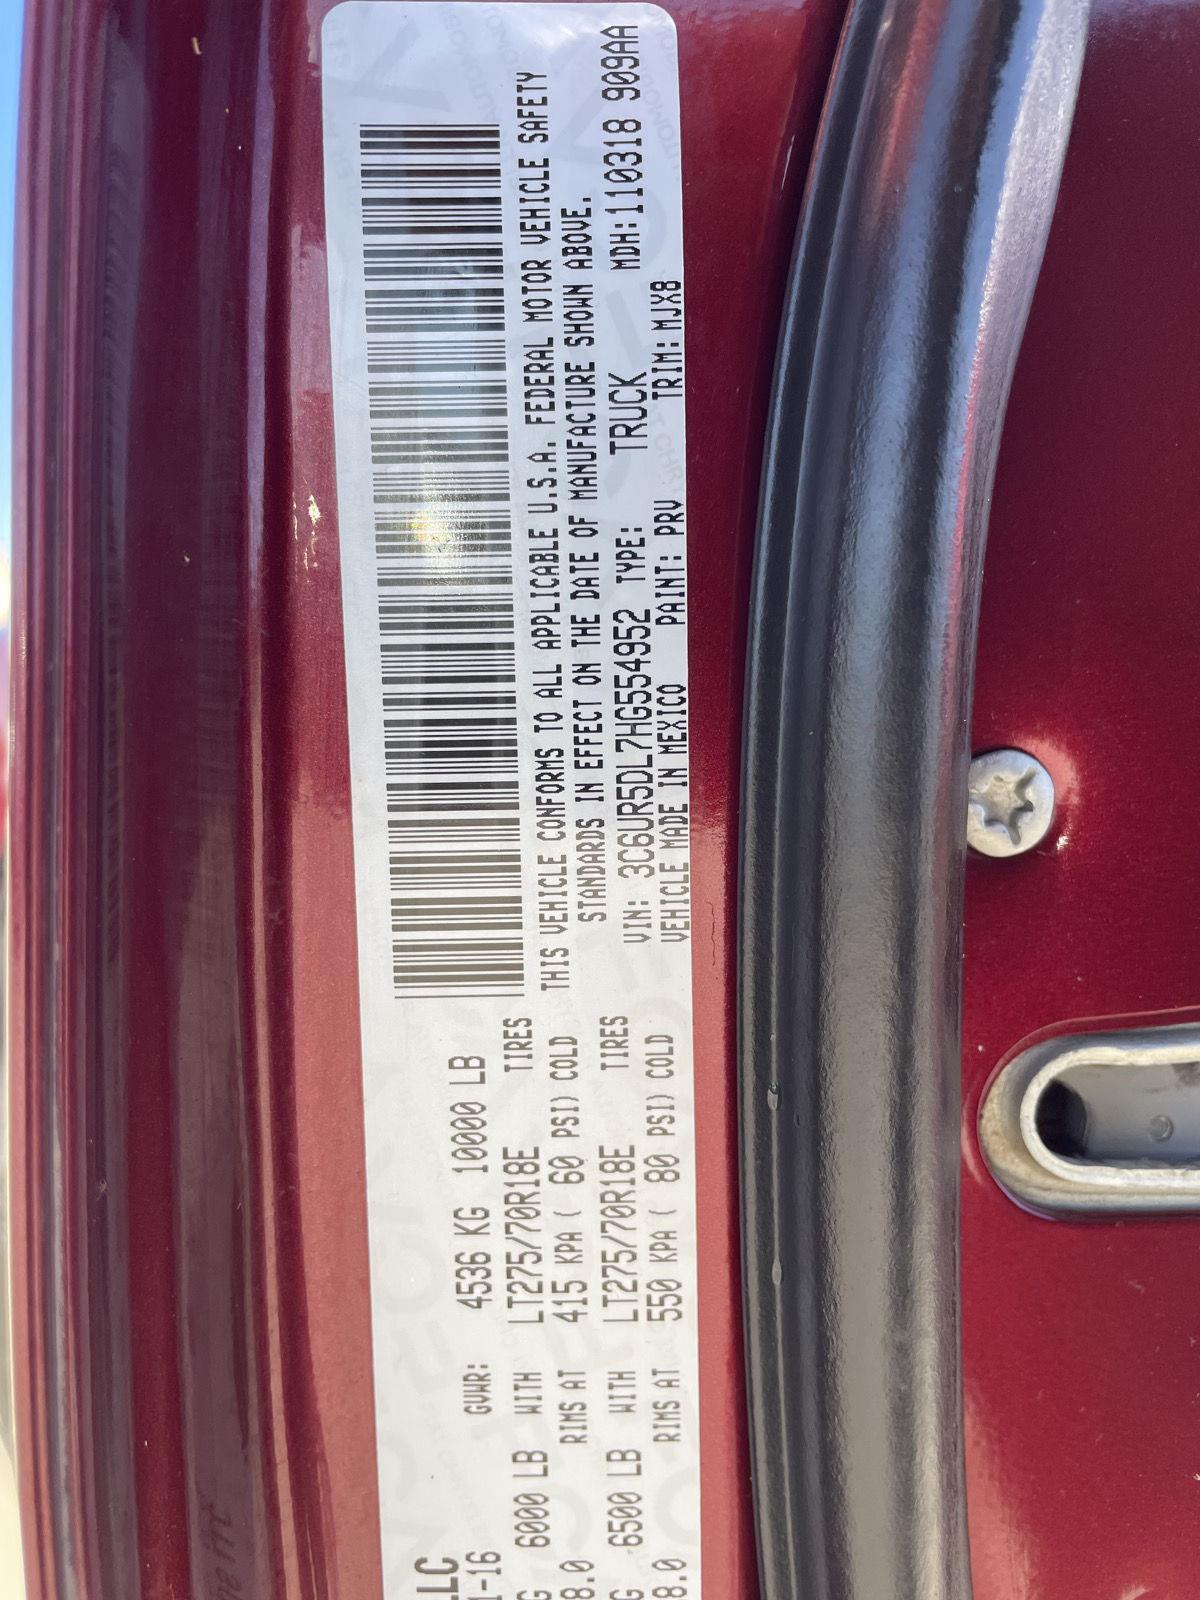 LLC
1-16 GVWR: 4536 KG 10000 LB
G 6000 LB WITH LT275/70R18E TIRES
8.0 RIMS AT 415 KPA ( 60 PSI) COLD
G 6500 LB WITH LT275/70R18E TIRES
8.0 RIMS AT 550 KPA ( 80 PSI) COLD
THIS VEHICLE CONFORMS TO ALL APPLICABLE U.S.A. FEDERAL MOTOR VEHICLE SAFETY
STANDARDS IN EFFECT ON THE DATE OF MANUFACTURE SHOWN ABOVE.
VIN: 3C6UR5DL7HG554952 TYPE: TRUCK MDH:110318 909AA
VEHICLE MADE IN MEXICO PAINT: PRV TRIM:MJX8